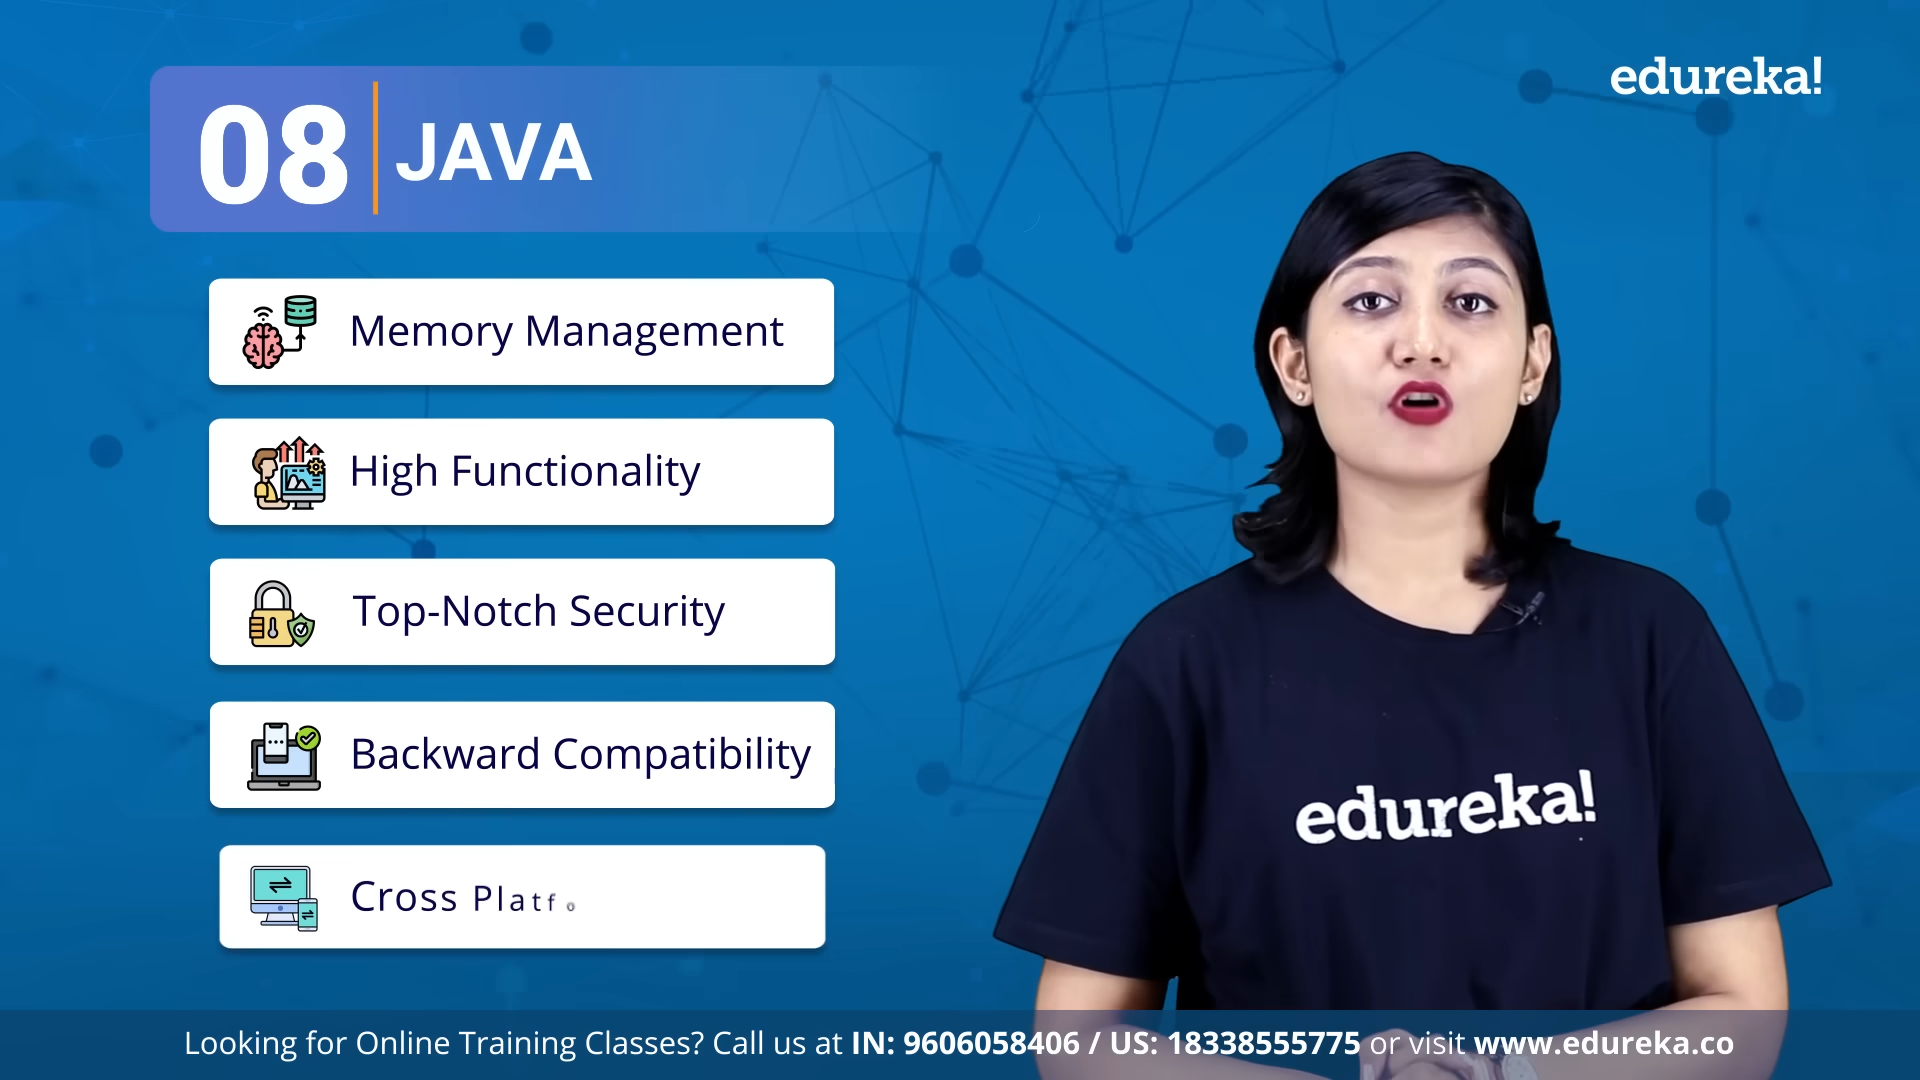 08 JAVA
edureka!
Memory Management
High Functionality
Top-Notch Security
Backward Compatibility
Cross Platfo
edureka!
Looking for Online Training Classes? Call us at IN: 9606058406 / US: 18338555775 or visit www.edureka.co